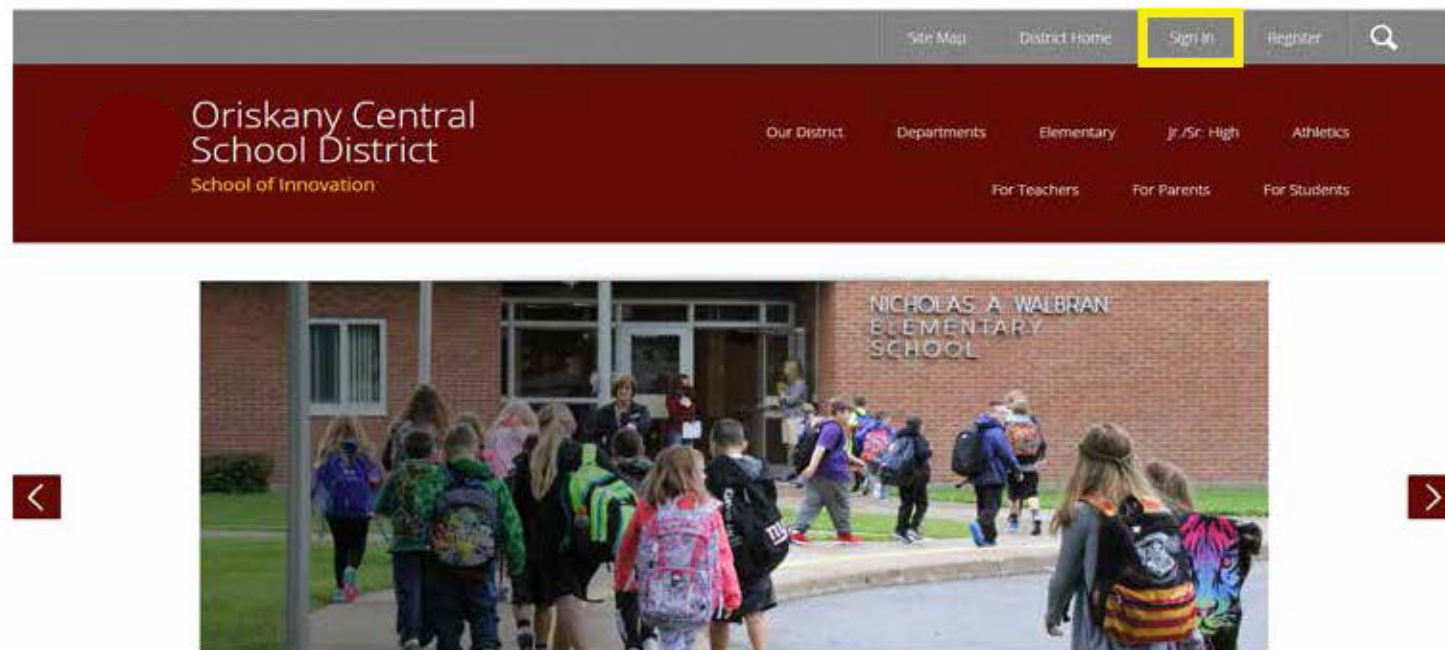 Site Map District Home Sign In Register
Oriskany Central
School District
School of Innovation
Our District Departments Elementary Jr./Sr. High Athletics
For Teachers For Parents For Students
NICHOLAS A WALBRAN
ELEMENTARY
SCHOOL